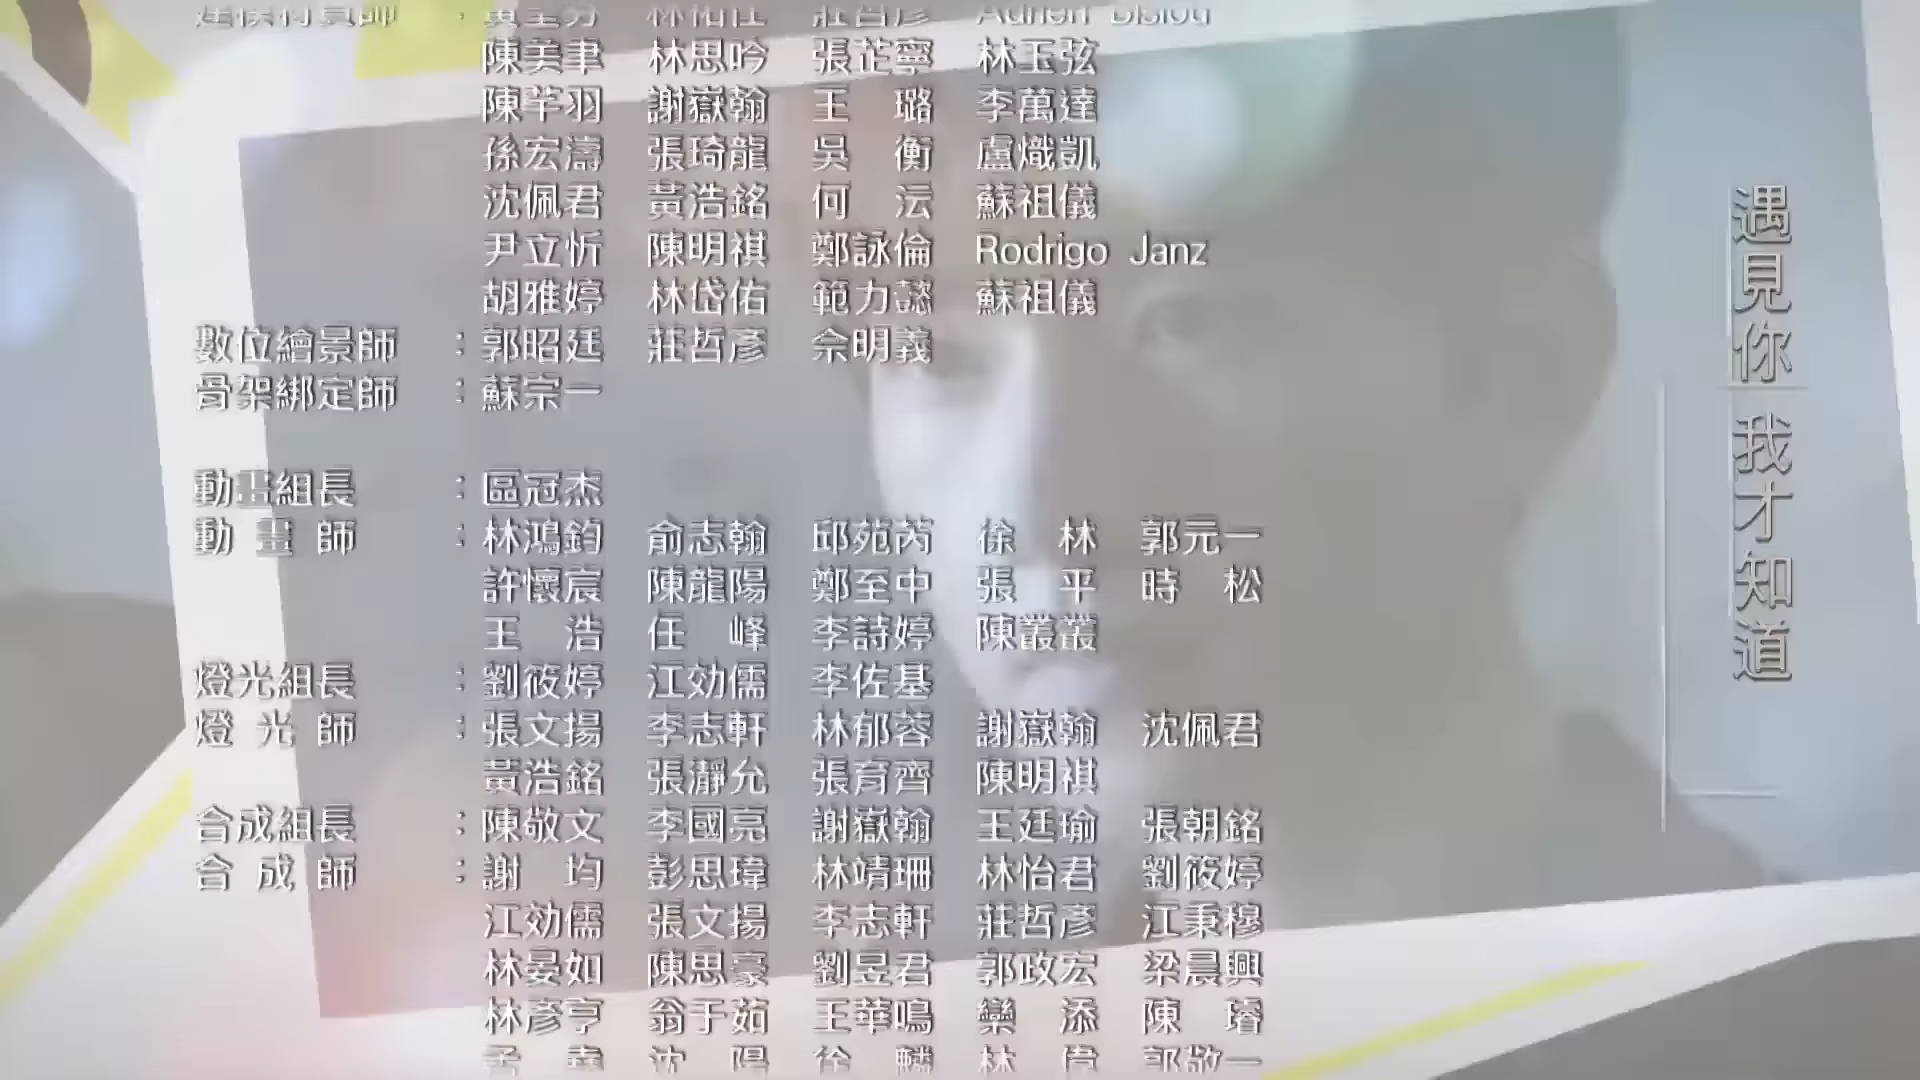 陳美聿 林思吟 張芷寧 林玉弦
陳芊羽 謝嶽翰 王 璐 李萬達
孫宏濤 張琦龍 吳 衡 盧熾凱
沈佩君 黃浩銘 何 沄 蘇祖儀
尹立忻 陳明祺 鄭詠倫 Rodrigo Janz
胡雅婷 林岱佑 範力懿 蘇祖儀
數位繪景師 : 郭昭廷 莊哲彥 余明義
骨架綁定師 : 蘇宗一
動畫組長 : 區冠杰
動 畫 師 : 林鴻鈞 俞志翰 邱苑芮 徐 林 郭元一
許懷宸 陳龍陽 鄭至中 張 平 時 松
王 浩 任 峰 李詩婷 陳叢叢
燈光組長 : 劉筱婷 江効儒 李佐基
燈 光 師 : 張文揚 李志軒 林郁蓉 謝嶽翰 沈佩君
黃浩銘 張瀞允 張育齊 陳明祺
合成組長 : 陳敬文 李國亮 謝嶽翰 王廷瑜 張朝銘
合 成 師 : 謝 均 彭思瑋 林靖珊 林怡君 劉筱婷
江効儒 張文揚 李志軒 莊哲彥 江秉穆
林晏如 陳思豪 劉昱君 郭政宏 梁晨興
林彥亨 翁于茹 王華鳴 欒 添 陳 璿
遇見你 我才知道